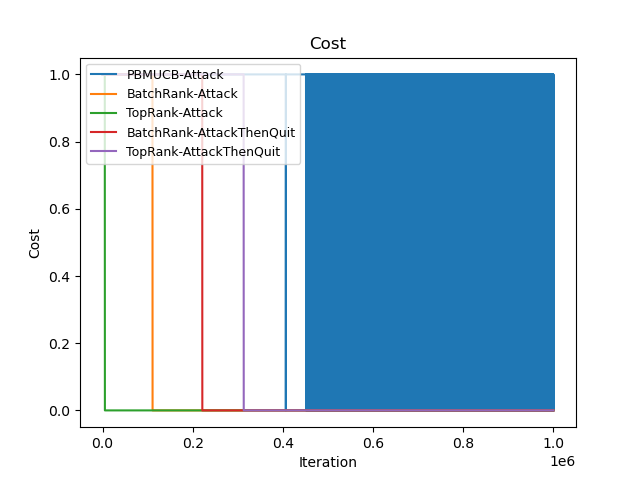 Cost
PBMUCB-Attack
BatchRank-Attack
TopRank-Attack
BatchRank-AttackThenQuit
TopRank-AttackThenQuit
1.0
0.8
0.6
0.4
0.2
0.0
Cost
0.0 0.2 0.4 0.6 0.8 1.0
1e6
Iteration